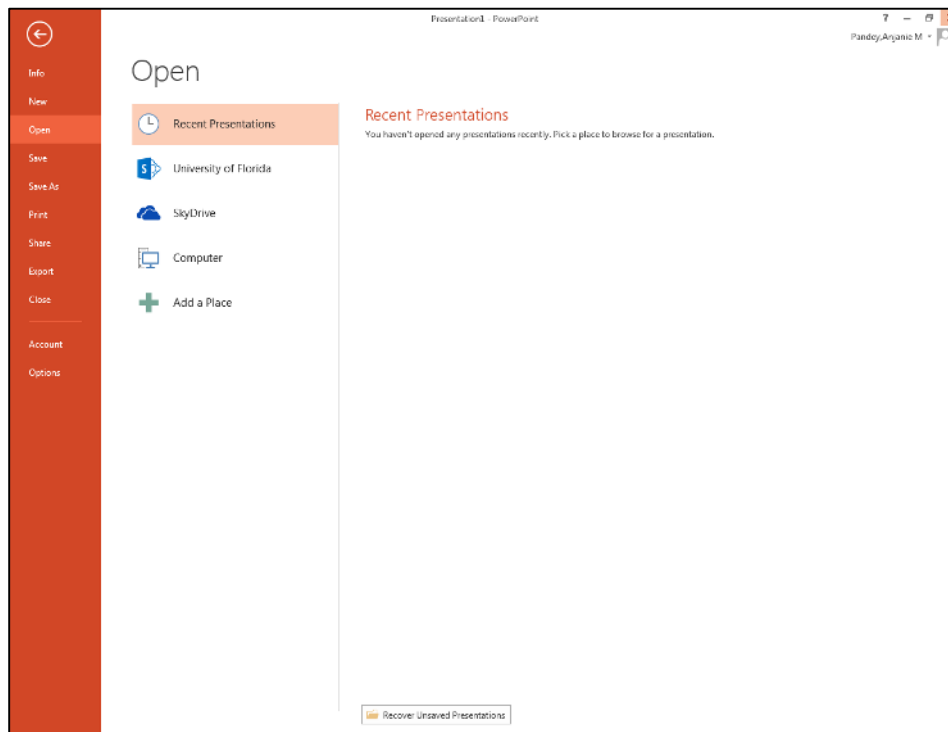 Presentation1 - PowerPoint
?
Pandey,Anjanie M
Info
New
Open
Save
Save As
Print
Share
Export
Close
Account
Options
Open
Recent Presentations
University of Florida
S
SkyDrive
Computer
Add a Place
Recent Presentations
You haven't opened any presentations recently. Pick a place to browse for a presentation.
Recover Unsaved Presentations